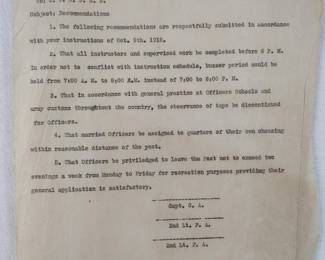 Subject: Recommendations
1. The following recommendations are respectfully submitted in accordance
with your instructions of Oct. 9th. 1918.
2. That all instructors and supervised work be completed before 5 P. M.
In order not to conflict with instruction schedule, buzzer period would be
held from 7:00 A. M. to 8:00 A.M. instead of 7:00 to 8:00 P. M.
3. That in accordance with general practice at Officers Schools and
army customs throughout the country, the observance of taps be discontinued
for Officers.
4. That married Officers be assigned to quarters of their own choosing
within reasonable distance of the post.
5. That Officers be priviledged to leave the Post not to exceed two
evenings a week from Monday to Friday for recreation purposes providing their
general application is satisfactory.
Capt. C. A.
2nd Lt. F. A.
2nd Lt. F. A.